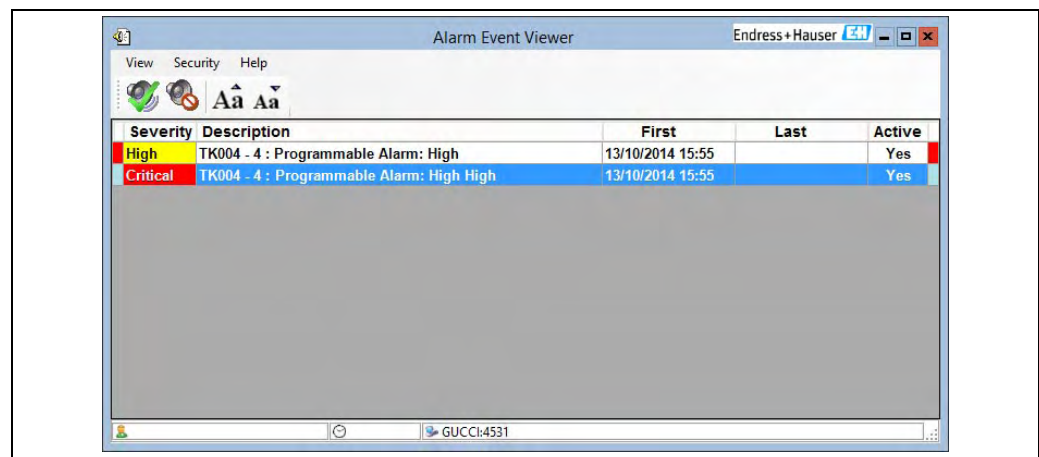 Alarm Event Viewer
Endress+Hauser EH
View Security Help
Aa Aa
Severity Description First Last Active
High TK004 - 4 : Programmable Alarm: High 13/10/2014 15:55 Yes
Critical TK004 - 4 : Programmable Alarm: High High 13/10/2014 15:55 Yes
GUCCI:4531